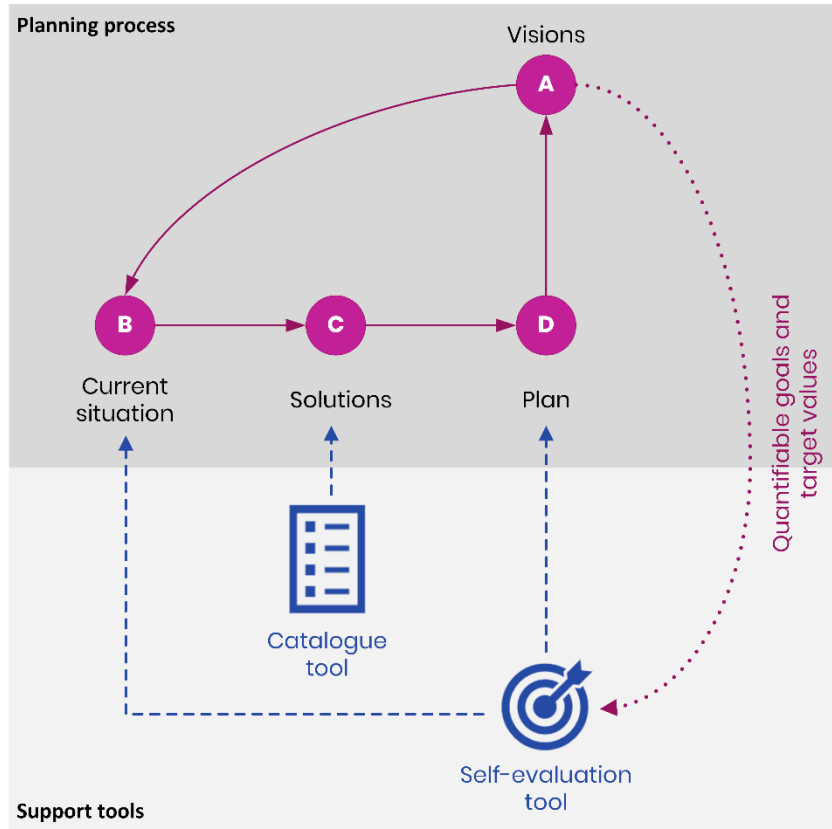 Planning process
Visions
A
B
C
D
Current
situation
Solutions
Plan
Quantifiable goals and
target values
Catalogue
tool
Self-evaluation
tool
Support tools